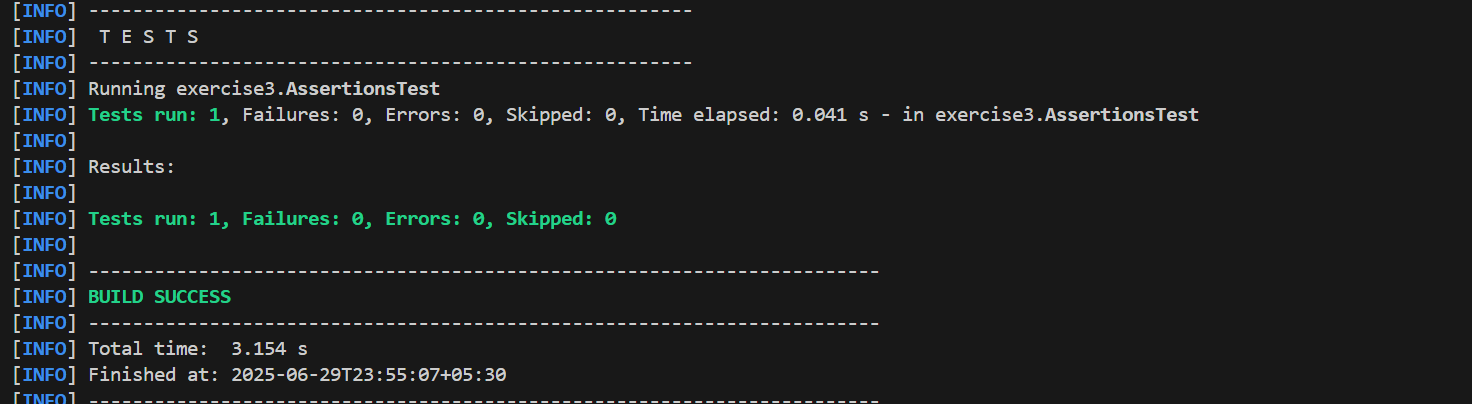 [INFO] -------------------------------------------------------
[INFO]  T E S T S
[INFO] -------------------------------------------------------
[INFO] Running exercise3.AssertionsTest
[INFO] Tests run: 1, Failures: 0, Errors: 0, Skipped: 0, Time elapsed: 0.041 s - in exercise3.AssertionsTest
[INFO]
[INFO] Results:
[INFO]
[INFO] Tests run: 1, Failures: 0, Errors: 0, Skipped: 0
[INFO]
[INFO] ------------------------------------------------------------------------
[INFO] BUILD SUCCESS
[INFO] ------------------------------------------------------------------------
[INFO] Total time:  3.154 s
[INFO] Finished at: 2025-06-29T23:55:07+05:30
[INFO] ------------------------------------------------------------------------